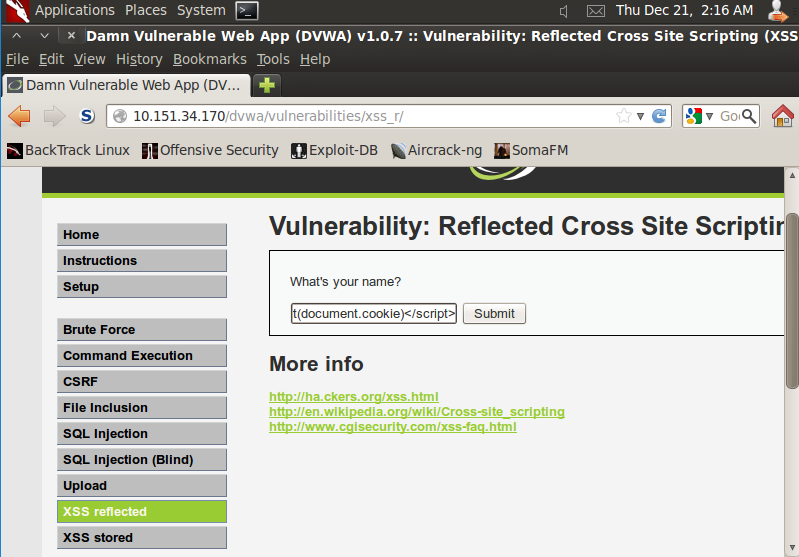 Applications Places System Thu Dec 21, 2:16 AM
Damn Vulnerable Web App (DVWA) v1.0.7 :: Vulnerability: Reflected Cross Site Scripting (XSS
File Edit View History Bookmarks Tools Help
Damn Vulnerable Web App (DV...
10.151.34.170/dvwa/vulnerabilities/xss_r/ Goo
BackTrack Linux Offensive Security Exploit-DB Aircrack-ng SomaFM
Home
Instructions
Setup
Brute Force
Command Execution
CSRF
File Inclusion
SQL Injection
SQL Injection (Blind)
Upload
XSS reflected
XSS stored
Vulnerability: Reflected Cross Site Scriptin
What's your name?
t(document.cookie)</script> Submit
More info
http://ha.ckers.org/xss.html
http://en.wikipedia.org/wiki/Cross-site_scripting
http://www.cgisecurity.com/xss-faq.html